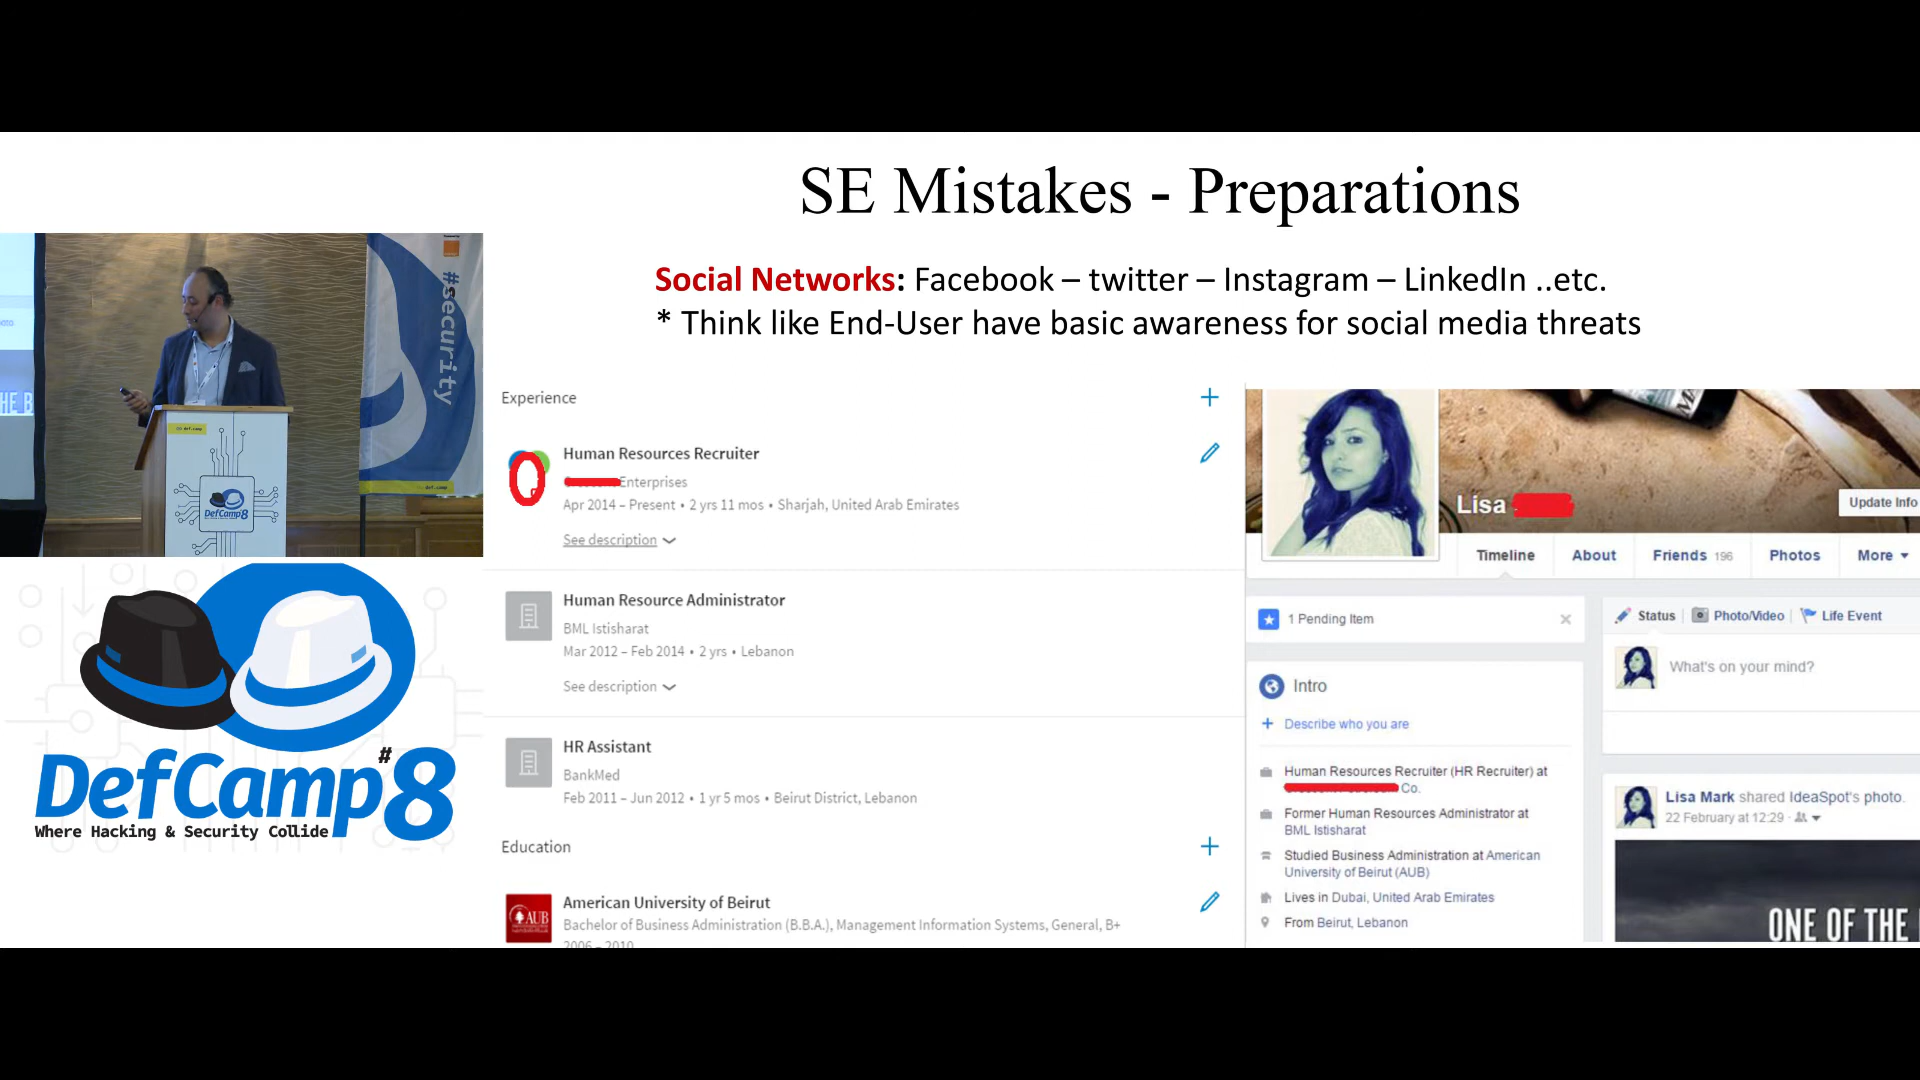 SE Mistakes - Preparations
Social Networks: Facebook – twitter – Instagram – LinkedIn ..etc.
* Think like End-User have basic awareness for social media threats
#security
HE B
def.camp
DefCamp8
def.camp
DefCamp#8
Where Hacking & Security Collide
Experience
Human Resources Recruiter
Enterprises
Apr 2014 – Present • 2 yrs 11 mos • Sharjah, United Arab Emirates
See description
Human Resource Administrator
BML Istisharat
Mar 2012 – Feb 2014 • 2 yrs • Lebanon
See description
HR Assistant
BankMed
Feb 2011 – Jun 2012 • 1 yr 5 mos • Beirut District, Lebanon
Education
AUB
American University of Beirut
Bachelor of Business Administration (B.B.A.), Management Information Systems, General, B+
2006 - 2010
Lisa
Update Info
Timeline
About
Friends 196
Photos
More
1 Pending Item
Intro
Describe who you are
Human Resources Recruiter (HR Recruiter) at
Co.
Former Human Resources Administrator at
BML Istisharat
Studied Business Administration at American
University of Beirut (AUB)
Lives in Dubai, United Arab Emirates
From Beirut, Lebanon
Status
Photo/Video
Life Event
What's on your mind?
Lisa Mark shared IdeaSpot's photo.
22 February at 12:29
ONE OF THE